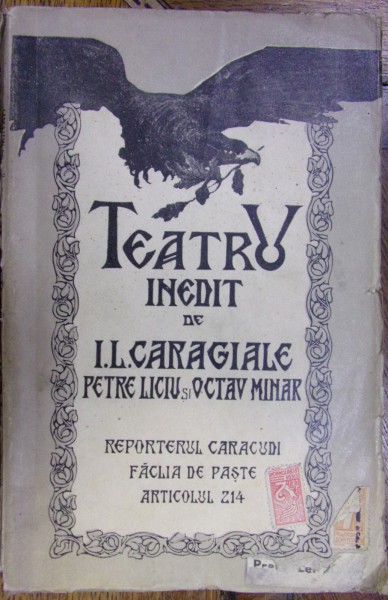 TEATRU
INEDIT
DE
I.L.CARAGIALE
PETRE LICIU ȘI OCTAV MINAR
REPORTERUL CARACUDI
FĂCLIA DE PAȘTE
ARTICOLUL 214